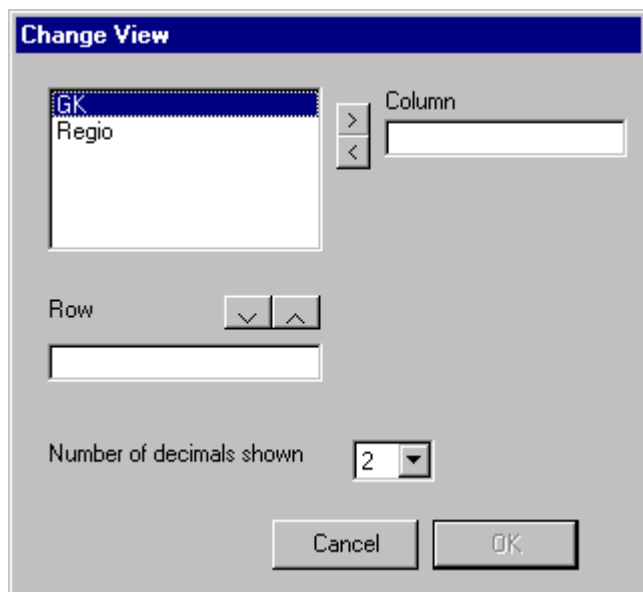 Change View
GK
Regio
>
<
Column
Row
Number of decimals shown
2
Cancel
OK